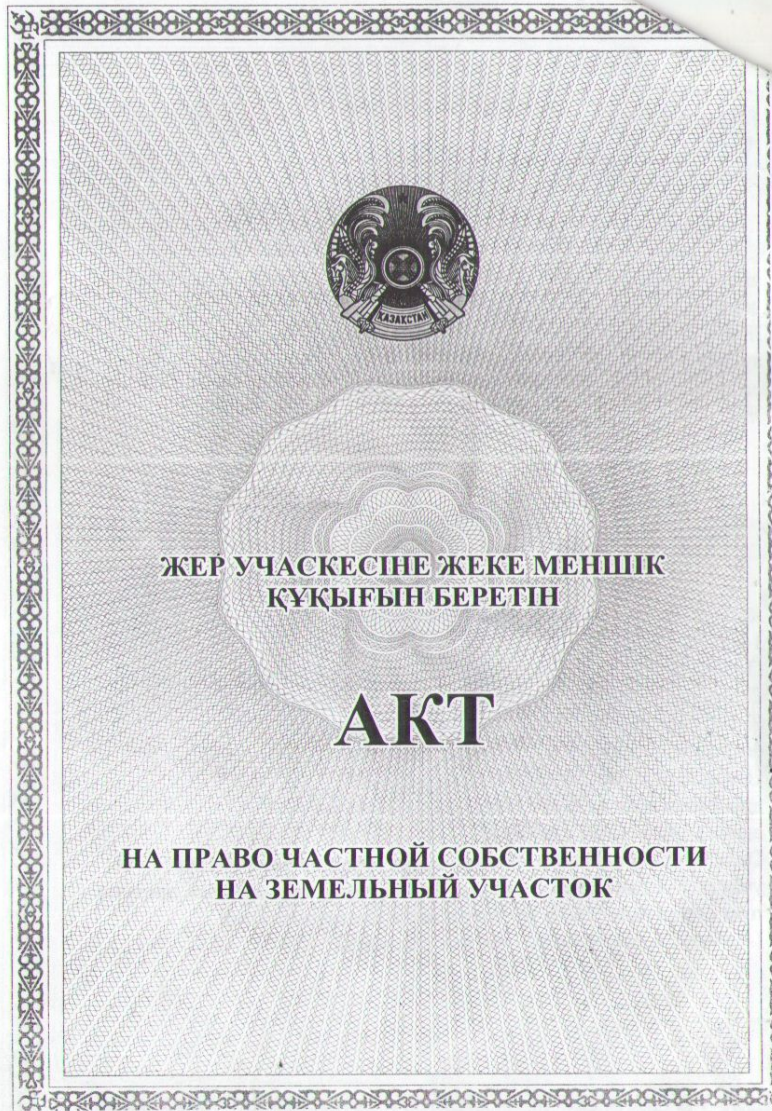 ҚАЗАҚСТАН
ЖЕР УЧАСКЕСІНЕ ЖЕКЕ МЕНШІК
ҚҰҚЫҒЫН БЕРЕТІН
АКТ
НА ПРАВО ЧАСТНОЙ СОБСТВЕННОСТИ
НА ЗЕМЕЛЬНЫЙ УЧАСТОК